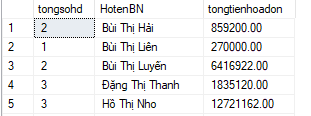 tongsohd HotenBN tongtienhoadon
1 2 Bùi Thị Hải 859200.00
2 1 Bùi Thị Liên 270000.00
3 2 Bùi Thị Luyến 6416922.00
4 3 Đặng Thị Thanh 1835120.00
5 3 Hồ Thị Nho 12721162.00